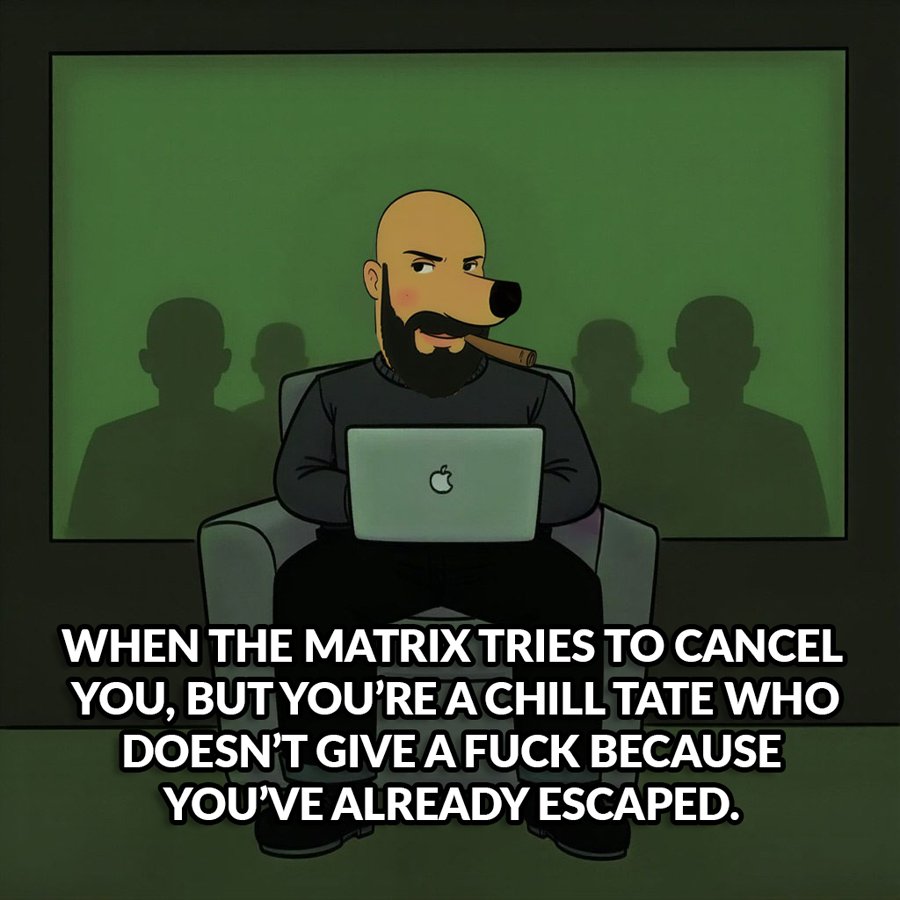 WHEN THE MATRIX TRIES TO CANCEL
YOU, BUT YOU’RE A CHILL TATE WHO
DOESN’T GIVE A FUCK BECAUSE
YOU’VE ALREADY ESCAPED.